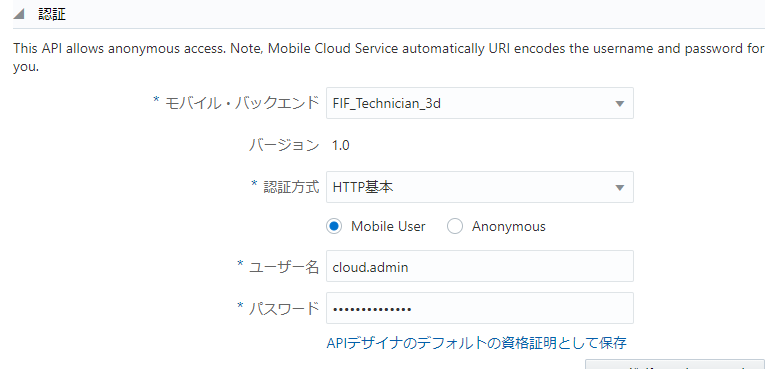 認証
This API allows anonymous access. Note, Mobile Cloud Service automatically URI encodes the username and password for
you.
* モバイル・バックエンド FIF_Technician_3d
バージョン 1.0
* 認証方式 HTTP基本
Mobile User Anonymous
* ユーザー名 cloud.admin
* パスワード ••••••••••••••
APIデザイナのデフォルトの資格証明として保存